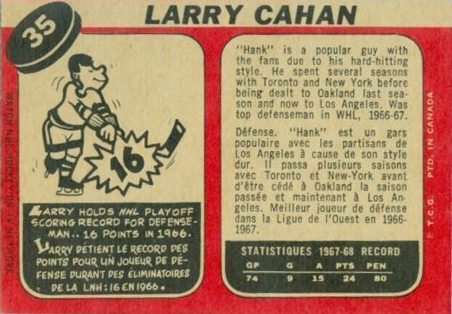 LARRY CAHAN
35
16
LARRY HOLDS NHL PLAYOFF
SCORING RECORD FOR DEFENSE-
MAN.. 16 POINTS IN 1966.
LARRY DÉTIENT LE RECORD DES
POINTS POUR UN JOUEUR DE DÉ-
FENSE DURANT DES ÉLIMINATOIRES
DE LA LNH: 16 EN 1966.
"Hank" is a popular guy with
the fans due to his hard-hitting
style. He spent several seasons
with Toronto and New York before
being dealt to Oakland last sea-
son and now to Los Angeles. Was
top defenseman in WHL, 1966-67.
Défense. "Hank" est un gars
populaire avec les partisans de
Los Angeles à cause de son style
dur. Il passa plusieurs saisons
avec Toronto et New-York avant
d'être cédé à Oakland la saison
passée et maintenant à Los An-
geles. Meilleur joueur de défense
dans la Ligue de l'Ouest en 1966-
1967.
STATISTIQUES 1967-68 RECORD
GP G A PTS PEN
74 9 15 24 80
T.C.G. PTD. IN CANADA